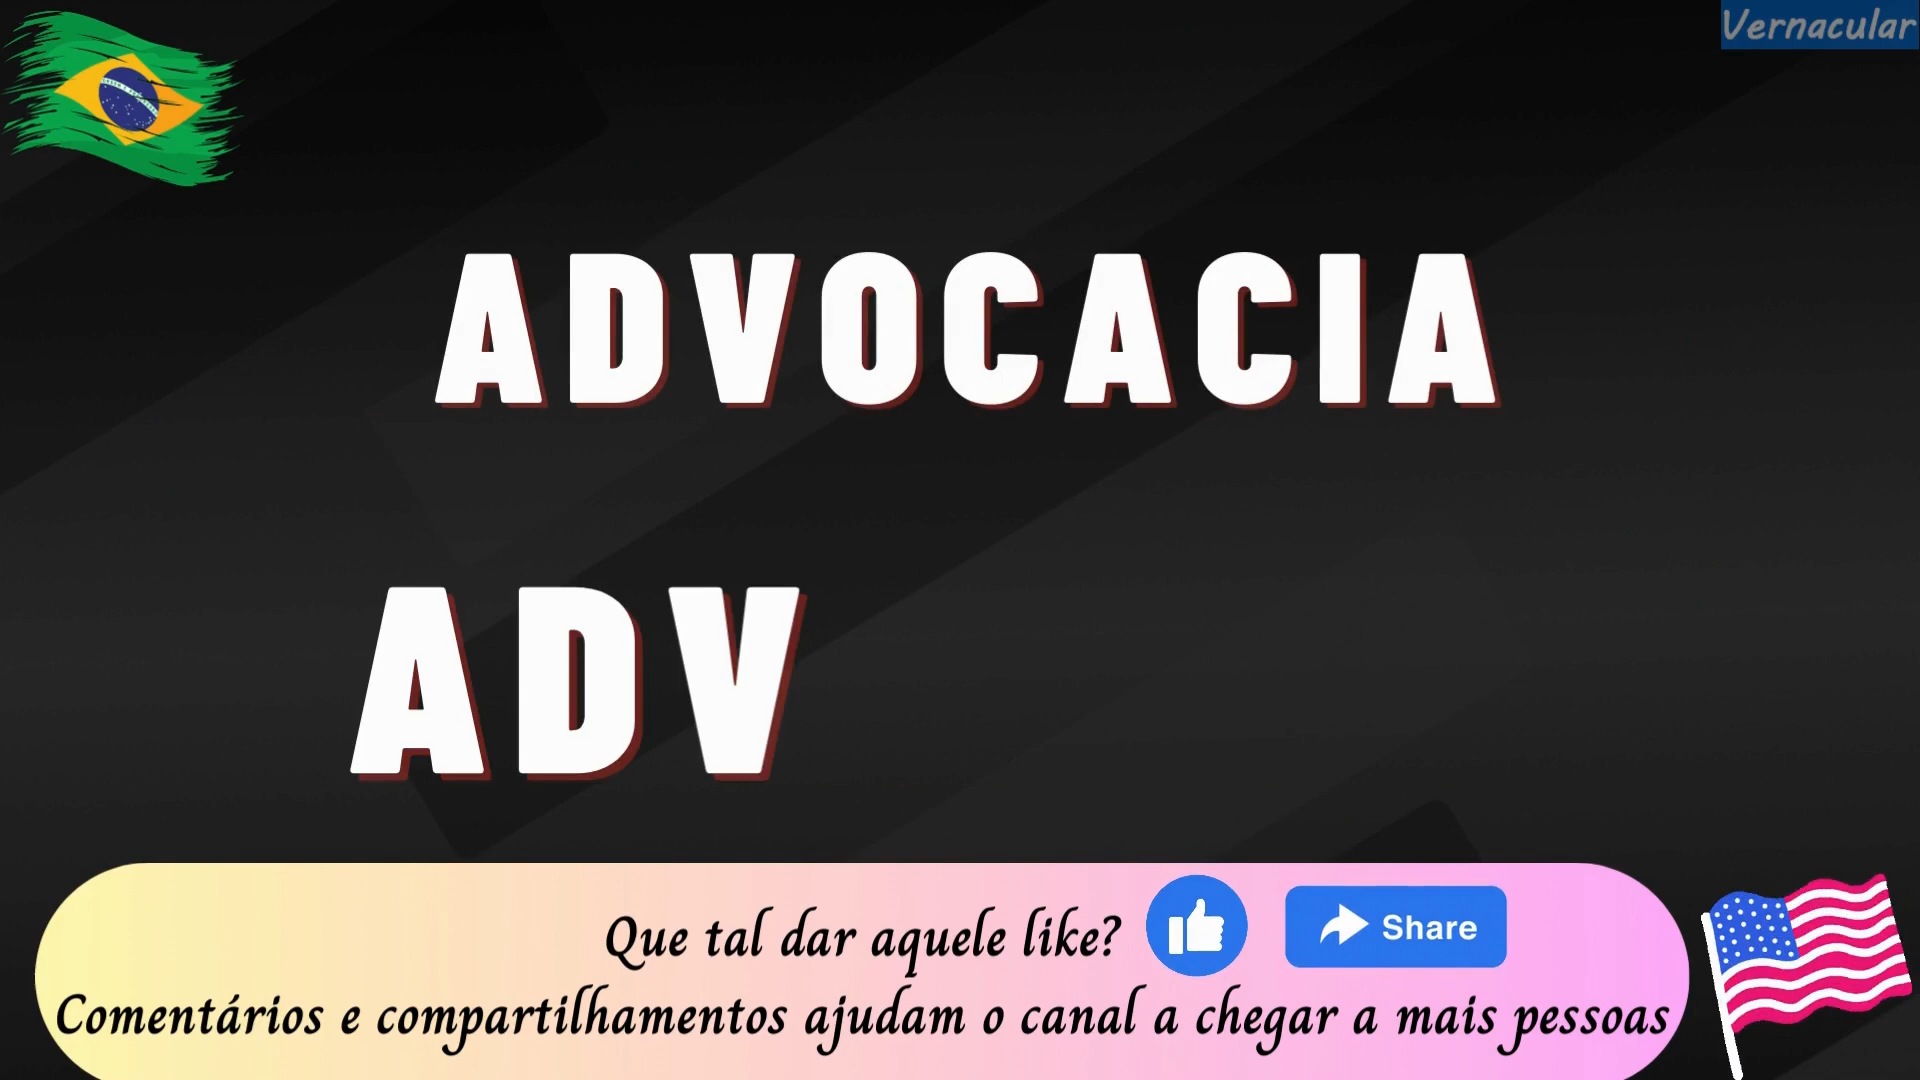 Vernacular
ADVOCACIA
ADV
Que tal dar aquele like?
Share
Comentários e compartilhamentos ajudam o canal a chegar a mais pessoas